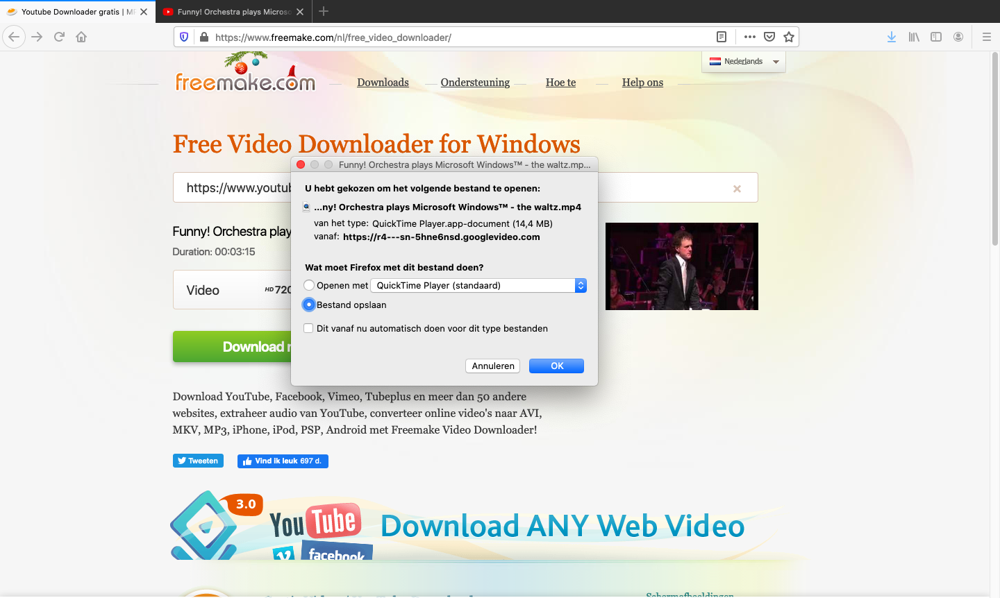 Youtube Downloader gratis | MP
Funny! Orchestra plays Microso
https://www.freemake.com/nl/free_video_downloader/
Nederlands
freemake.com
Downloads
Ondersteuning
Hoe te
Help ons
Free Video Downloader for Windows
Funny! Orchestra plays Microsoft Windows™ - the waltz.mp...
https://www.youtu
U hebt gekozen om het volgende bestand te openen:
...ny! Orchestra plays Microsoft Windows™ - the waltz.mp4
van het type: QuickTime Player.app-document (14,4 MB)
vanaf: https://r4---sn-5hne6nsd.googlevideo.com
Funny! Orchestra play
Duration: 00:03:15
Wat moet Firefox met dit bestand doen?
Openen met QuickTime Player (standaard)
Video HD 720
Bestand opslaan
Dit vanaf nu automatisch doen voor dit type bestanden
Download
Annuleren
OK
Download YouTube, Facebook, Vimeo, Tubeplus en meer dan 50 andere
websites, extraheer audio van YouTube, converteer online video's naar AVI,
MKV, MP3, iPhone, iPod, PSP, Android met Freemake Video Downloader!
Tweeten
Vind ik leuk 697 d.
3.0
YouTube
Download ANY Web Video
facebook